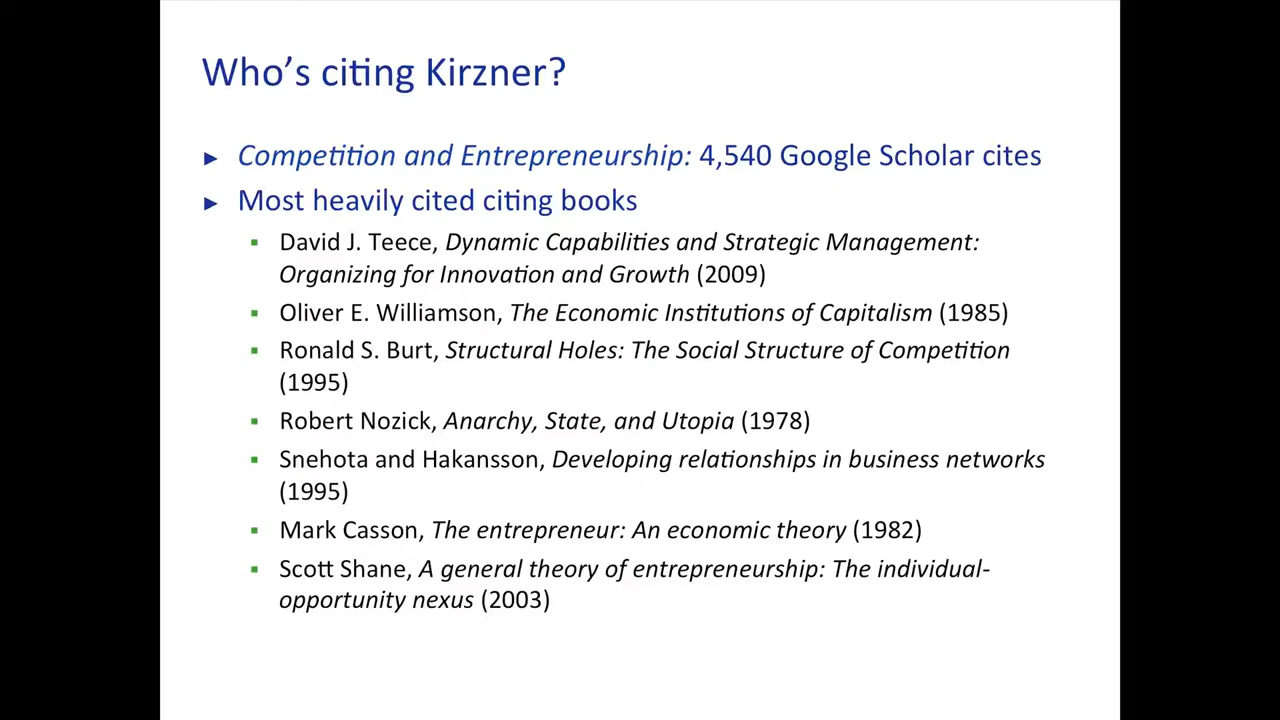 Who's citing Kirzner?
► Competition and Entrepreneurship: 4,540 Google Scholar cites
► Most heavily cited citing books
▪ David J. Teece, Dynamic Capabilities and Strategic Management:
Organizing for Innovation and Growth (2009)
▪ Oliver E. Williamson, The Economic Institutions of Capitalism (1985)
▪ Ronald S. Burt, Structural Holes: The Social Structure of Competition
(1995)
▪ Robert Nozick, Anarchy, State, and Utopia (1978)
▪ Snehota and Hakansson, Developing relationships in business networks
(1995)
▪ Mark Casson, The entrepreneur: An economic theory (1982)
▪ Scott Shane, A general theory of entrepreneurship: The individual-
opportunity nexus (2003)